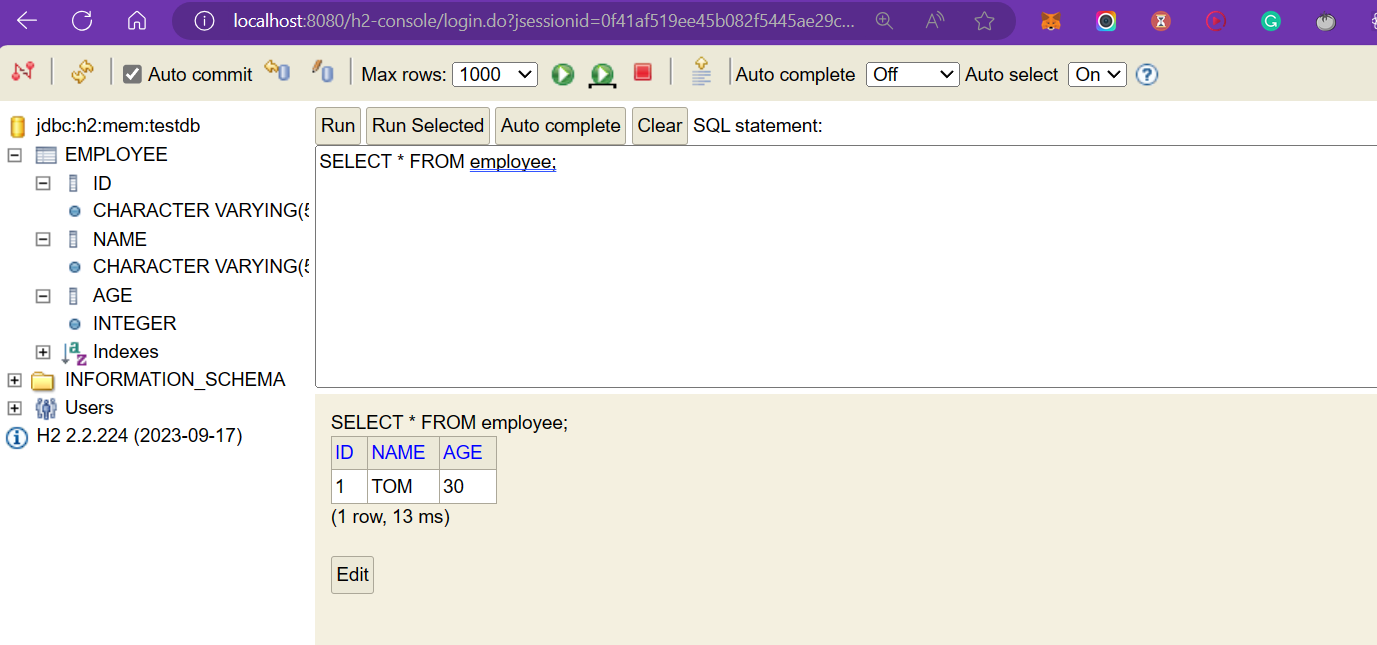 localhost:8080/h2-console/login.do?jsessionid=0f41af519ee45b082f5445ae29c...
Auto commit Max rows: 1000 Auto complete Off Auto select On
jdbc:h2:mem:testdb
EMPLOYEE
ID
CHARACTER VARYING(5
NAME
CHARACTER VARYING(5
AGE
INTEGER
Indexes
INFORMATION_SCHEMA
Users
H2 2.2.224 (2023-09-17)
Run Run Selected Auto complete Clear SQL statement:
SELECT * FROM employee;
SELECT * FROM employee;
ID NAME AGE
1 TOM 30
(1 row, 13 ms)
Edit